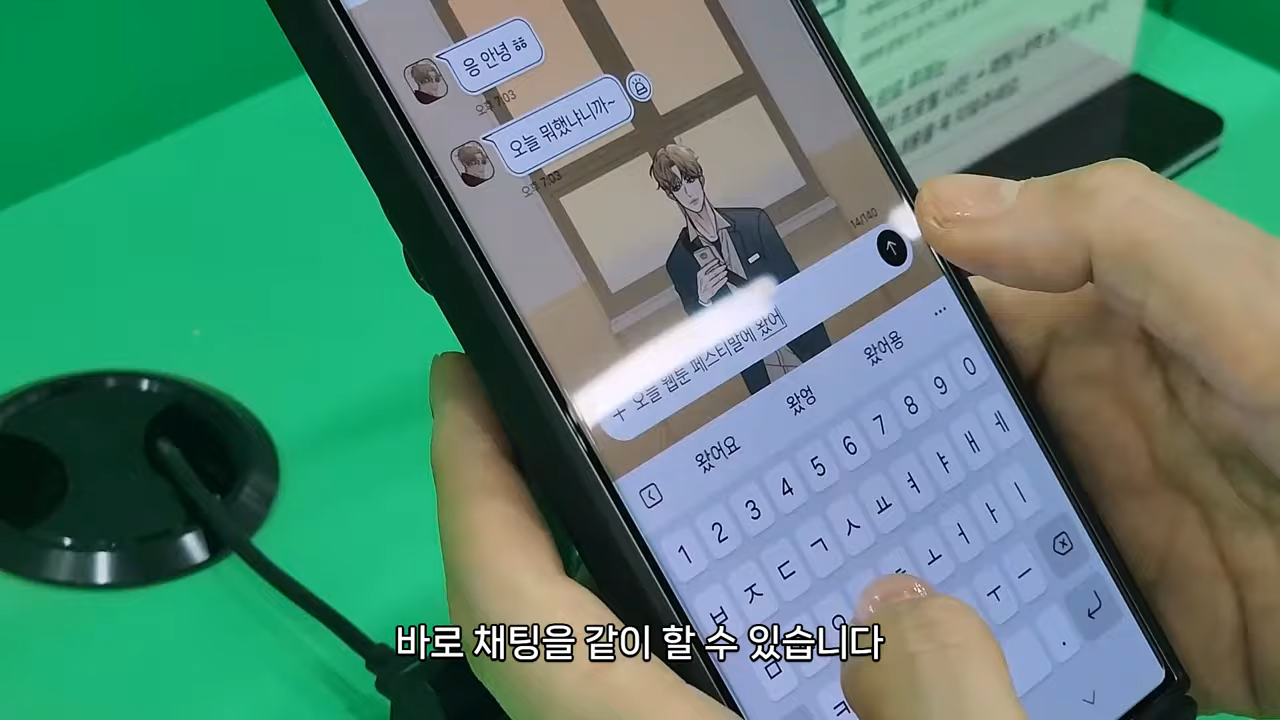 응 안녕 ㅎㅎ
오후 7:03
오늘 뭐했냐니까~
오후 7:03
14/140
오늘 웹툰 페스티발에 왔어
왔어요 왔엉 왔어용
1 2 3 4 5 6 7 8 9 0
ㅂ ㅈ ㄷ ㄱ ㅅ ㅛ ㅕ ㅑ ㅐ ㅔ
ㅁ ㅇ ㅗ ㅓ ㅏ ㅣ
ㅋ ㅜ ㅡ
.
바로 채팅을 같이 할 수 있습니다